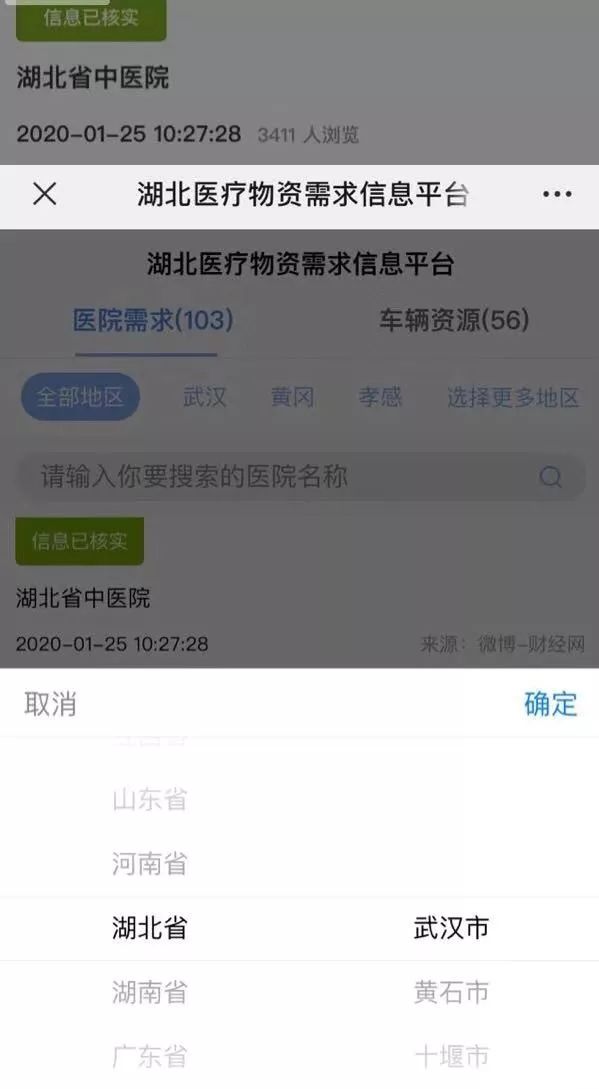 信息已核实
湖北省中医院
2020-01-25 10:27:28 3411 人浏览
湖北医疗物资需求信息平台
湖北医疗物资需求信息平台
医院需求(103) 车辆资源(56)
全部地区 武汉 黄冈 孝感 选择更多地区
请输入你要搜索的医院名称
信息已核实
湖北省中医院
2020-01-25 10:27:28 来源：微博-财经网
取消 确定
山东省
河南省
湖北省 武汉市
湖南省 黄石市
广东省 十堰市